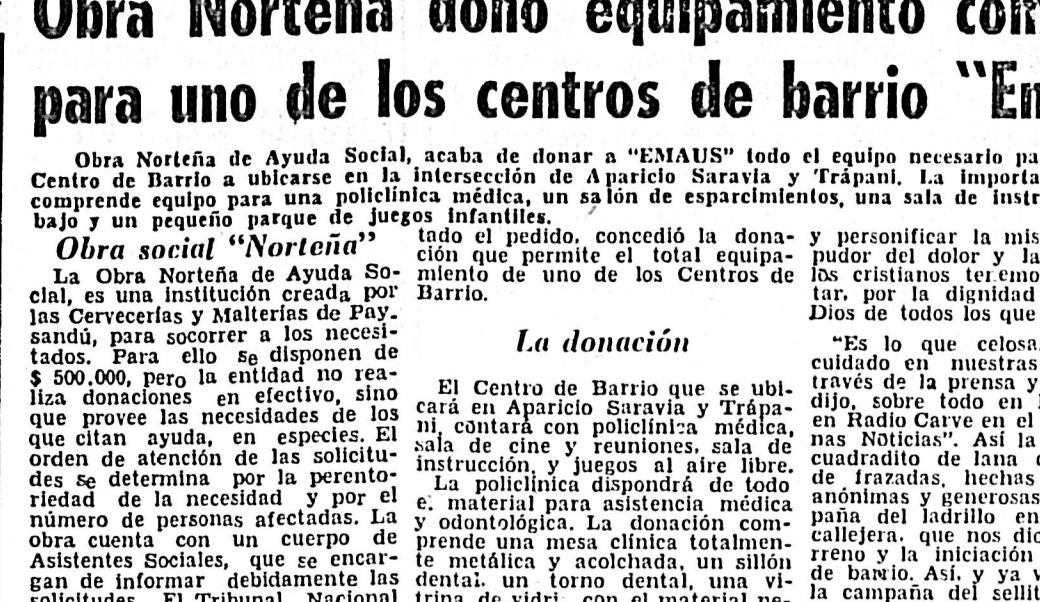 Obra Norteña donó equipamiento com
para uno de los centros de barrio "Em
Obra Norteña de Ayuda Social, acaba de donar a "EMAUS" todo el equipo necesario pa
Centro de Barrio a ubicarse en la intersección de Aparicio Saravia y Trápani. La importa
comprende equipo para una policlínica médica, un salón de esparcimientos, una sala de instr
bajo y un pequeño parque de juegos infantiles.
Obra social "Norteña"
La Obra Norteña de Ayuda So-
cial, es una institución creada por
las Cervecerías y Malterías de Pay-
sandú, para socorrer a los necesi-
tados. Para ello se disponen de
$ 500.000, pero la entidad no rea-
liza donaciones en efectivo, sino
que provee las necesidades de los
que citan ayuda, en especies. El
orden de atención de las solicitu-
des se determina por la perento-
riedad de la necesidad y por el
número de personas afectadas. La
obra cuenta con un cuerpo de
Asistentes Sociales, que se encar-
gan de informar debidamente las
solicitudes. El Tribunal Nacional
tado el pedido, concedió la dona-
ción que permite el total equipa-
miento de uno de los Centros de
Barrio.
La donación
El Centro de Barrio que se ubi-
cará en Aparicio Saravia y Trápa-
ni, contará con policlínica médica,
sala de cine y reuniones, sala de
instrucción, y juegos al aire libre.
La policlínica dispondrá de todo
e. material para asistencia médica
y odontológica. La donación com-
prende una mesa clínica totalmen-
te metálica y acolchada, un sillón
dental, un torno dental, una vi-
trina de vidri con el material ne-
y personificar la mis
pudor del dolor y la
los cristianos teremo
tar, por la dignidad
Dios de todos los que
"Es lo que celosa
cuidado en nuestras
través de la prensa y
dijo, sobre todo en
en Radio Carve en el
nas Noticias". Así la
cuadradito de lana
de frazadas, hechas
anónimas y generosas
paña del ladrillo en
callejera, que nos dic
rreno y la iniciación
de barrio. Así, y ya
la campaña del sellit